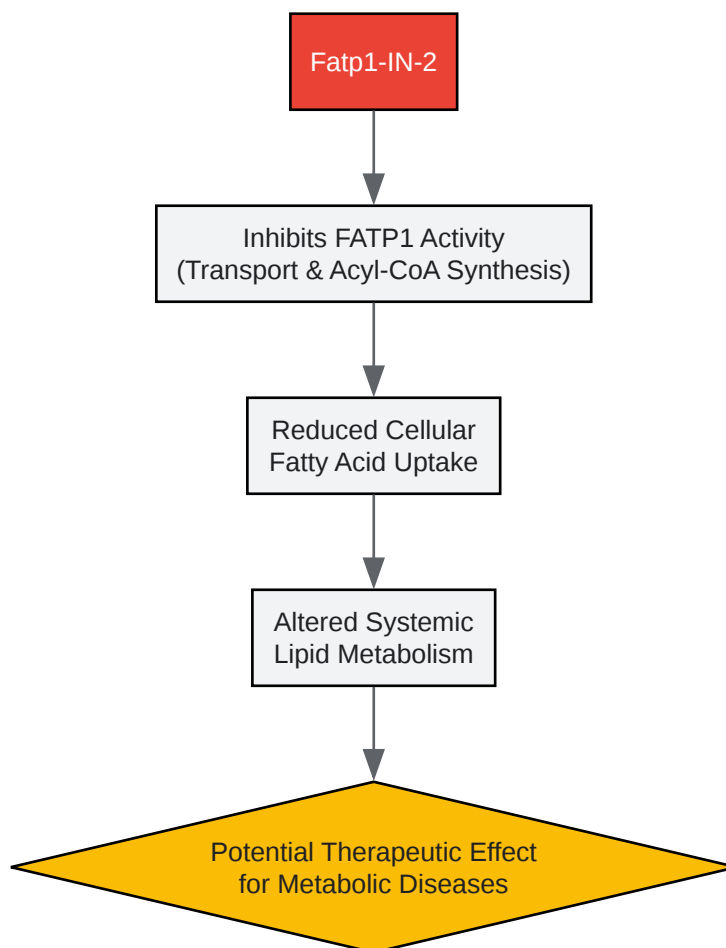 Fatp1-IN-2
Inhibits FATP1 Activity
(Transport & Acyl-CoA Synthesis)
Reduced Cellular
Fatty Acid Uptake
Altered Systemic
Lipid Metabolism
Potential Therapeutic Effect
for Metabolic Diseases